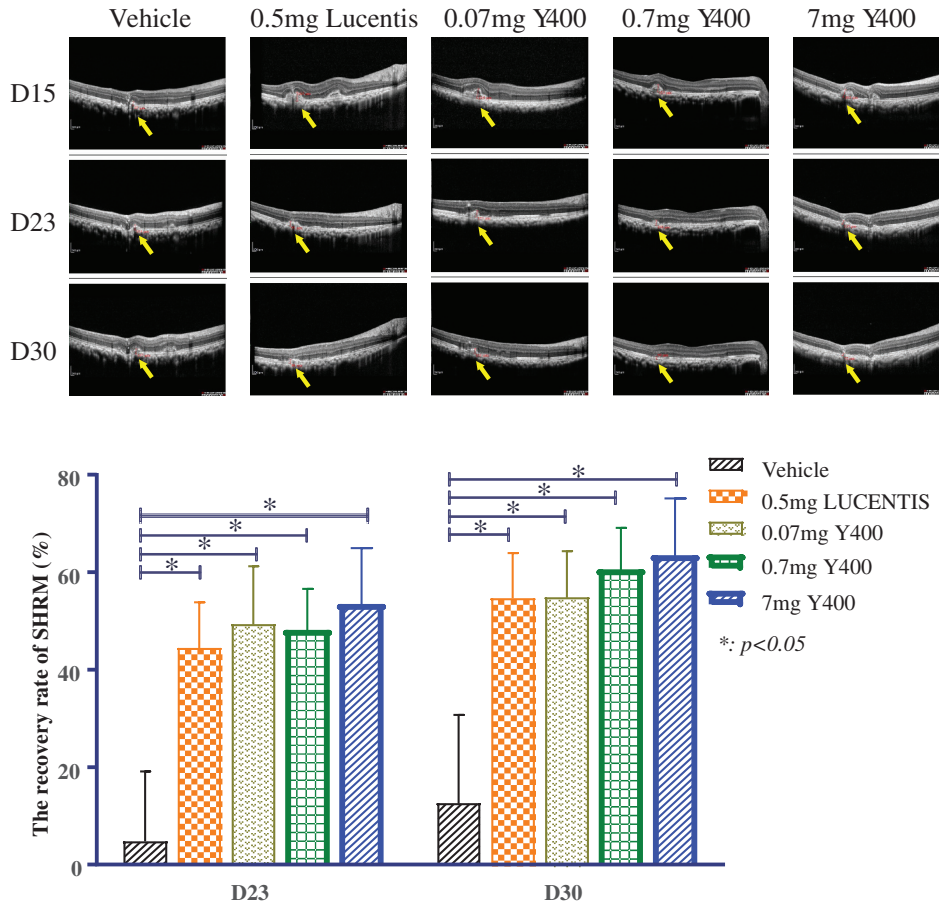 Vehicle 0.5mg Lucentis 0.07mg Y400 0.7mg Y400 7mg Y400
D15
D23
D30
80
60
40
20
0
The recovery rate of SHRM (%)
* * * *
* * * *
D23 D30
Vehicle
0.5mg LUCENTIS
0.07mg Y400
0.7mg Y400
7mg Y400
*: p<0.05